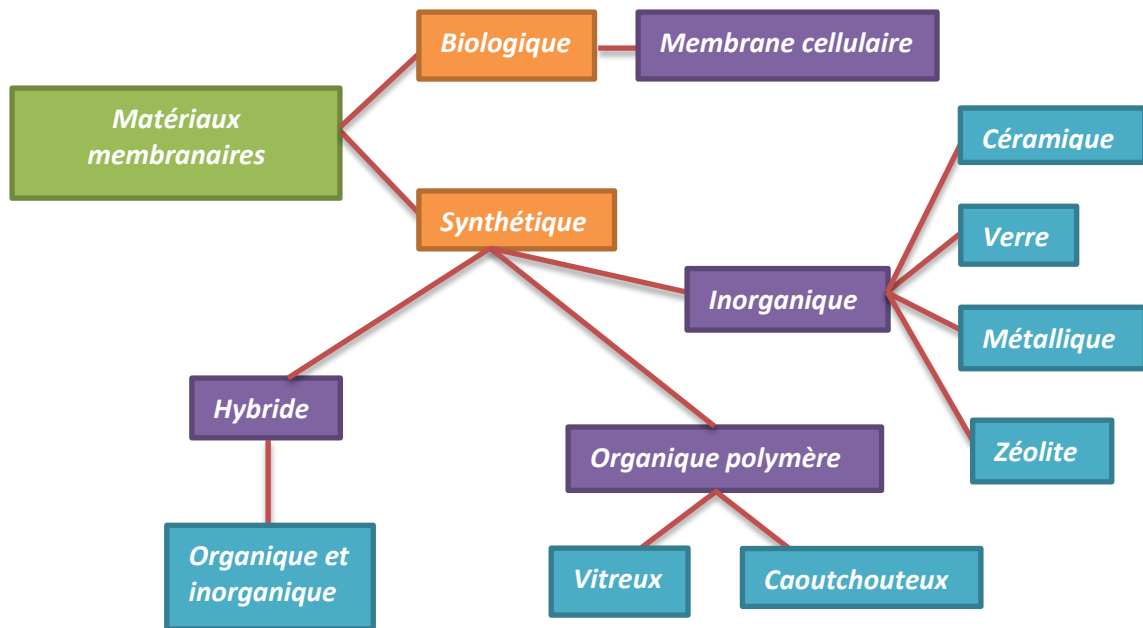 Biologique
Membrane cellulaire
Matériaux
membranaires
Céramique
Synthétique
Verre
Inorganique
Métallique
Hybride
Organique polymère
Zéolite
Organique et
inorganique
Vitreux
Caoutchouteux